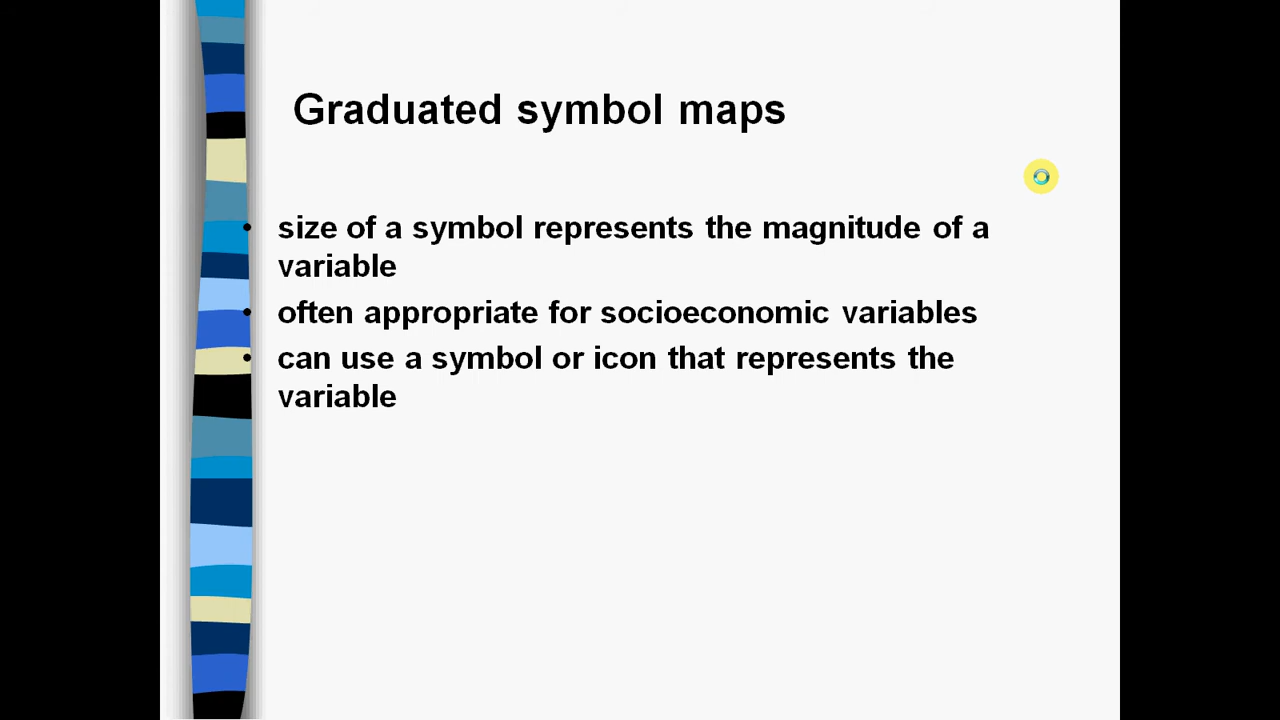 Graduated symbol maps
• size of a symbol represents the magnitude of a
variable
• often appropriate for socioeconomic variables
• can use a symbol or icon that represents the
variable